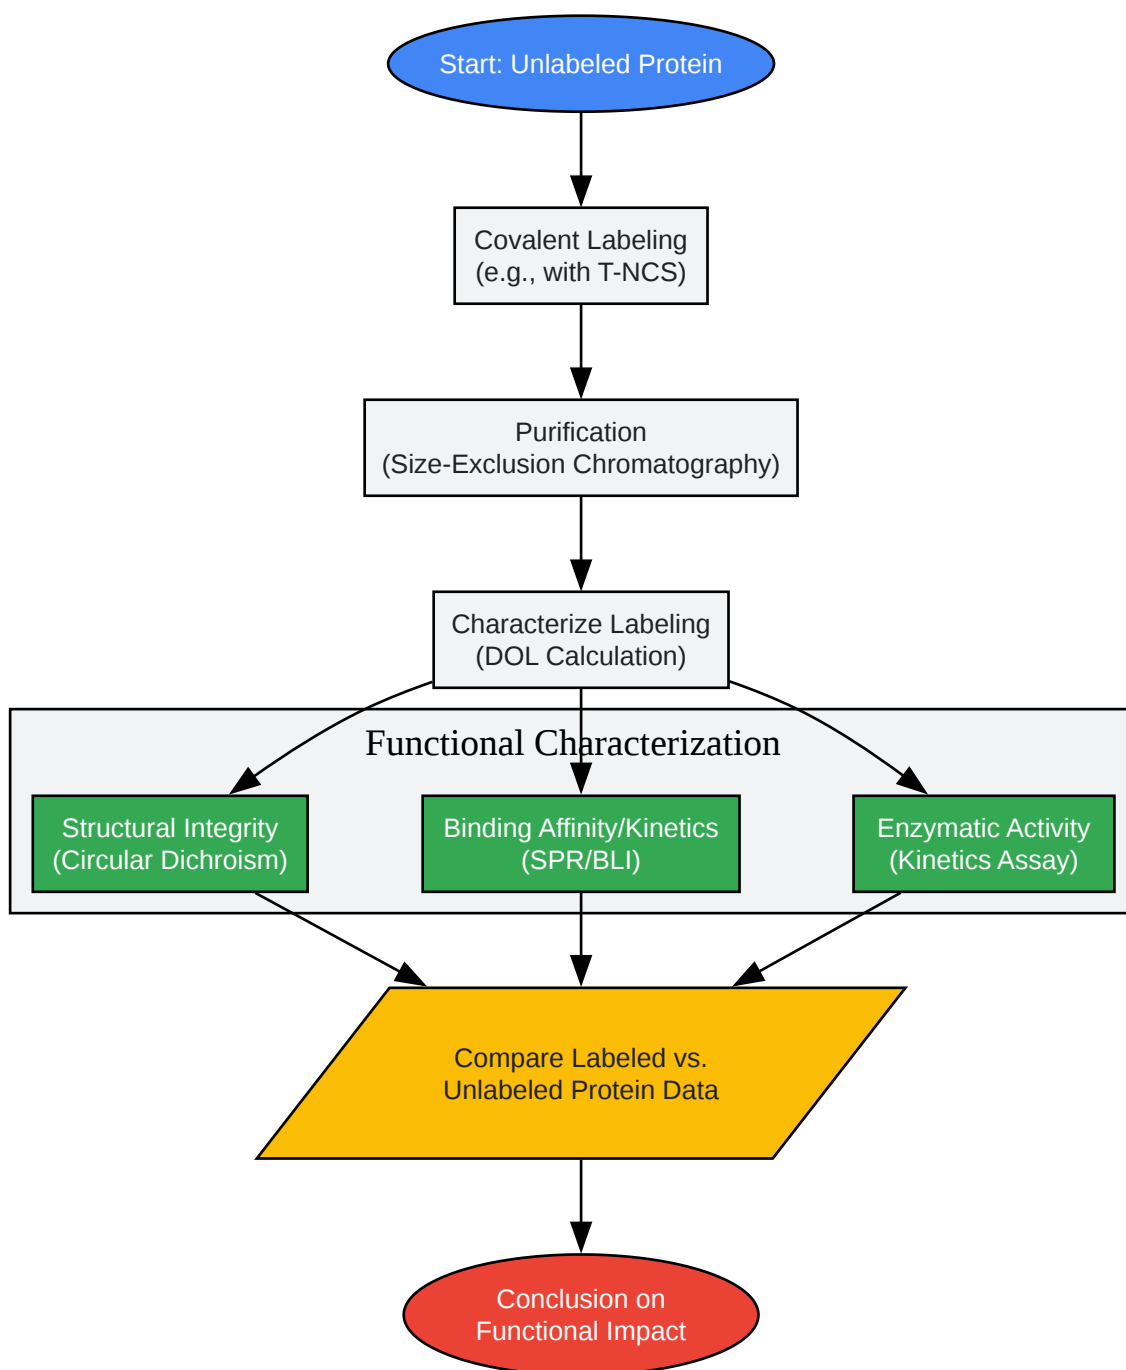 Start: Unlabeled Protein
Covalent Labeling
(e.g., with T-NCS)
Purification
(Size-Exclusion Chromatography)
Characterize Labeling
(DOL Calculation)
Functional Characterization
Structural Integrity
(Circular Dichroism)
Binding Affinity/Kinetics
(SPR/BLI)
Enzymatic Activity
(Kinetics Assay)
Compare Labeled vs.
Unlabeled Protein Data
Conclusion on
Functional Impact